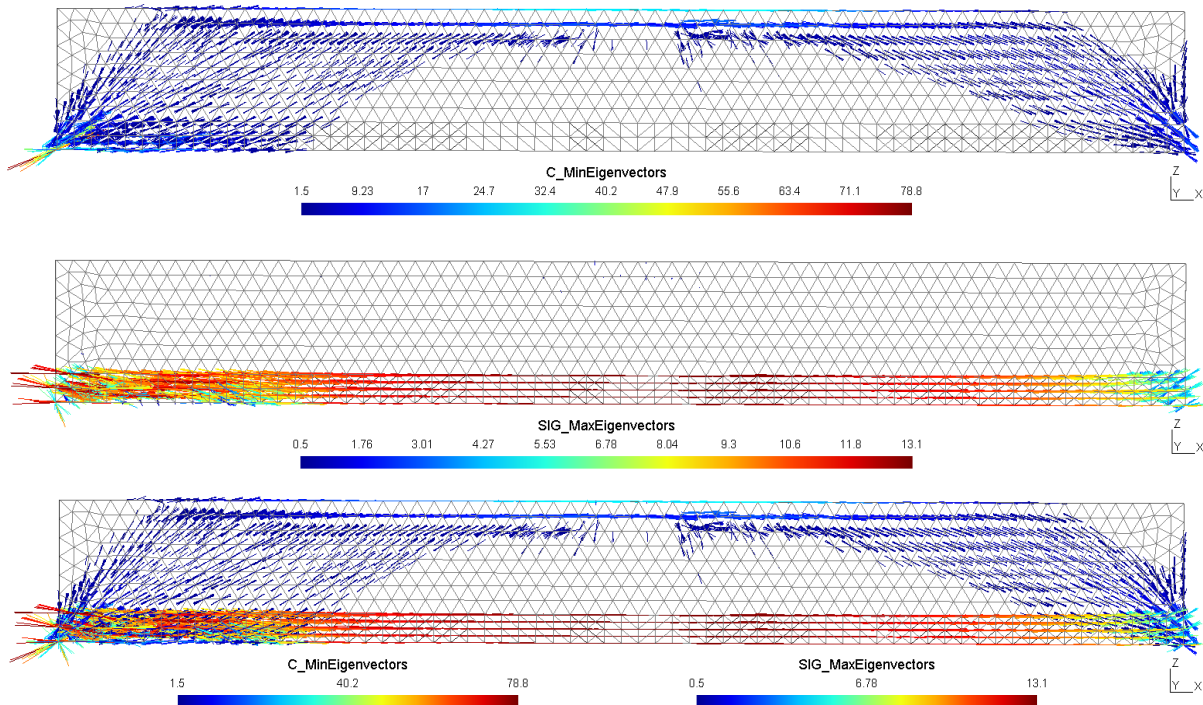 C_MinEigenvectors
1.5 9.23 17 24.7 32.4 40.2 47.9 55.6 63.4 71.1 78.8
Z
Y X
SIG_MaxEigenvectors
0.5 1.76 3.01 4.27 5.53 6.78 8.04 9.3 10.6 11.8 13.1
Z
Y X
C_MinEigenvectors SIG_MaxEigenvectors
1.5 40.2 78.8 0.5 6.78 13.1
Z
Y X